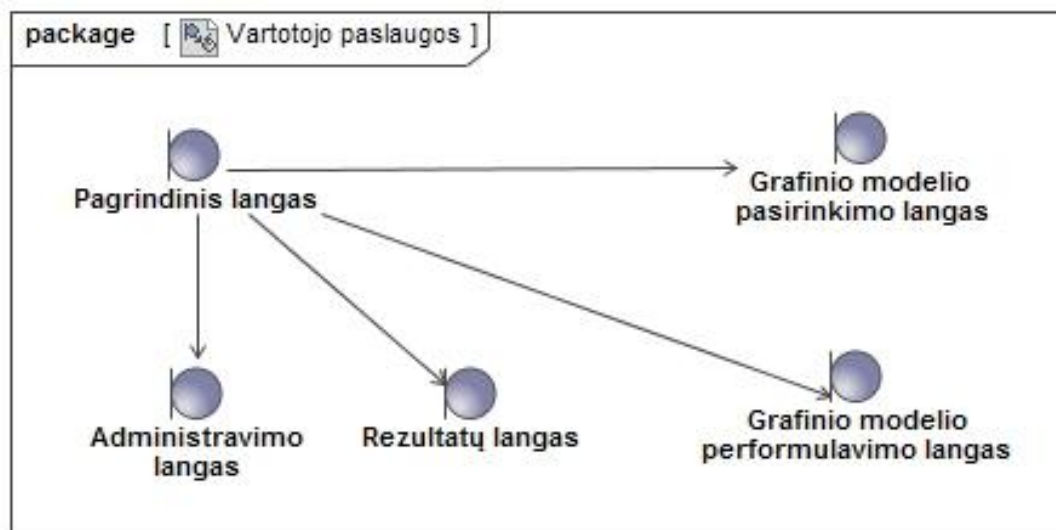 package [ Vartotojo paslaugos ]
Pagrindinis langas
Grafinio modelio
pasirinkimo langas
Administravimo
langas
Rezultatų langas
Grafinio modelio
performulavimo langas